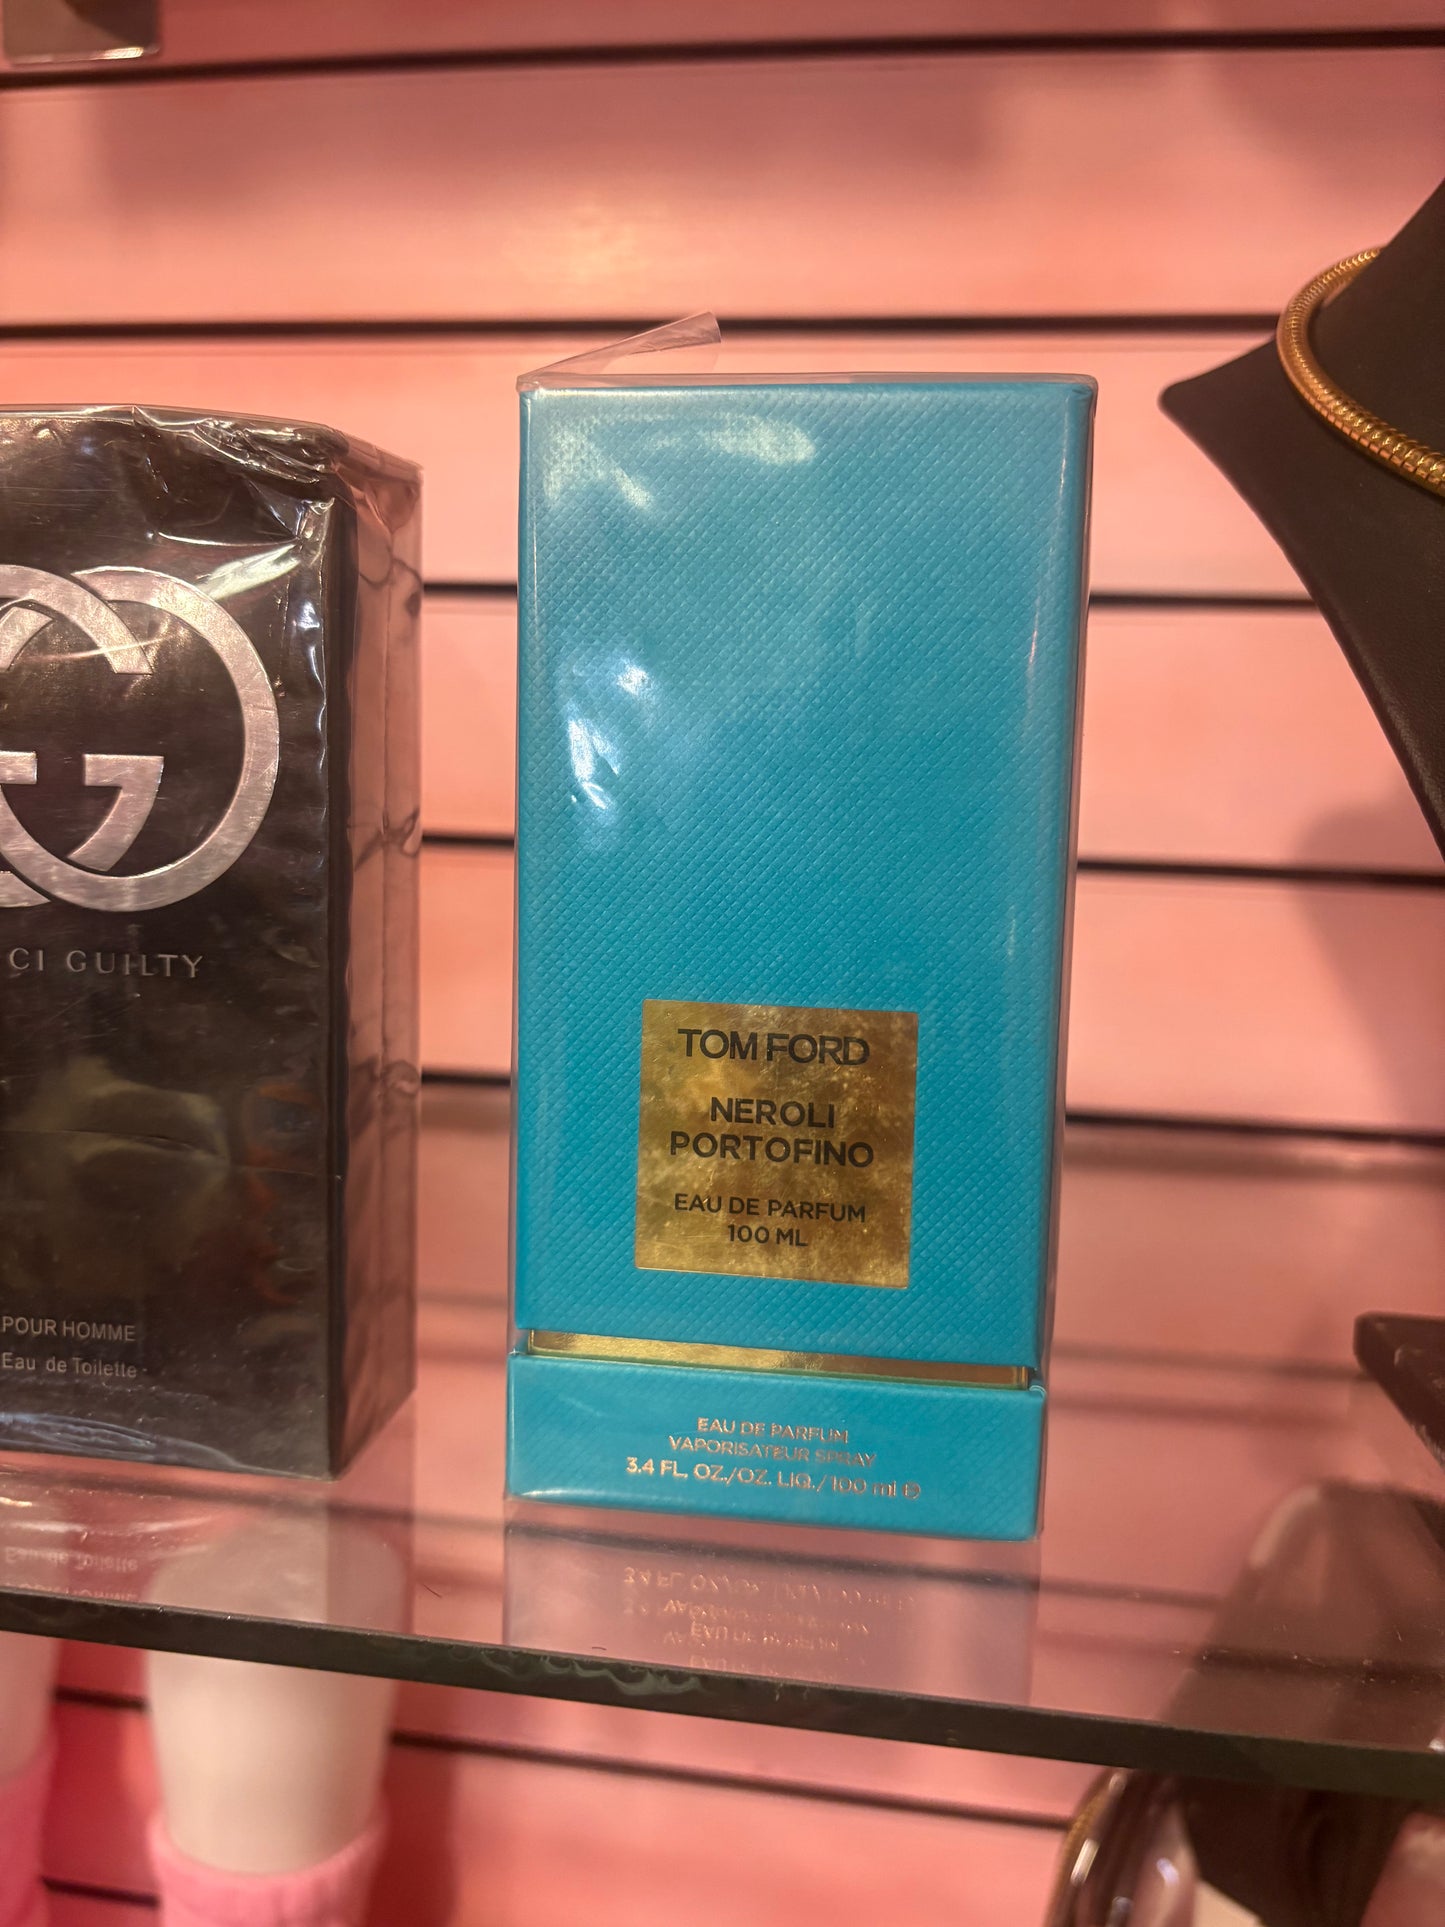 CI GUILTY
POUR HOMME
Eau de Toilette
TOM FORD
NEROLI
PORTOFINO
EAU DE PARFUM
100 ML
EAU DE PARFUM
VAPORISATEUR SPRAY
3.4 FL. OZ./OZ. LIQ./100 ml e